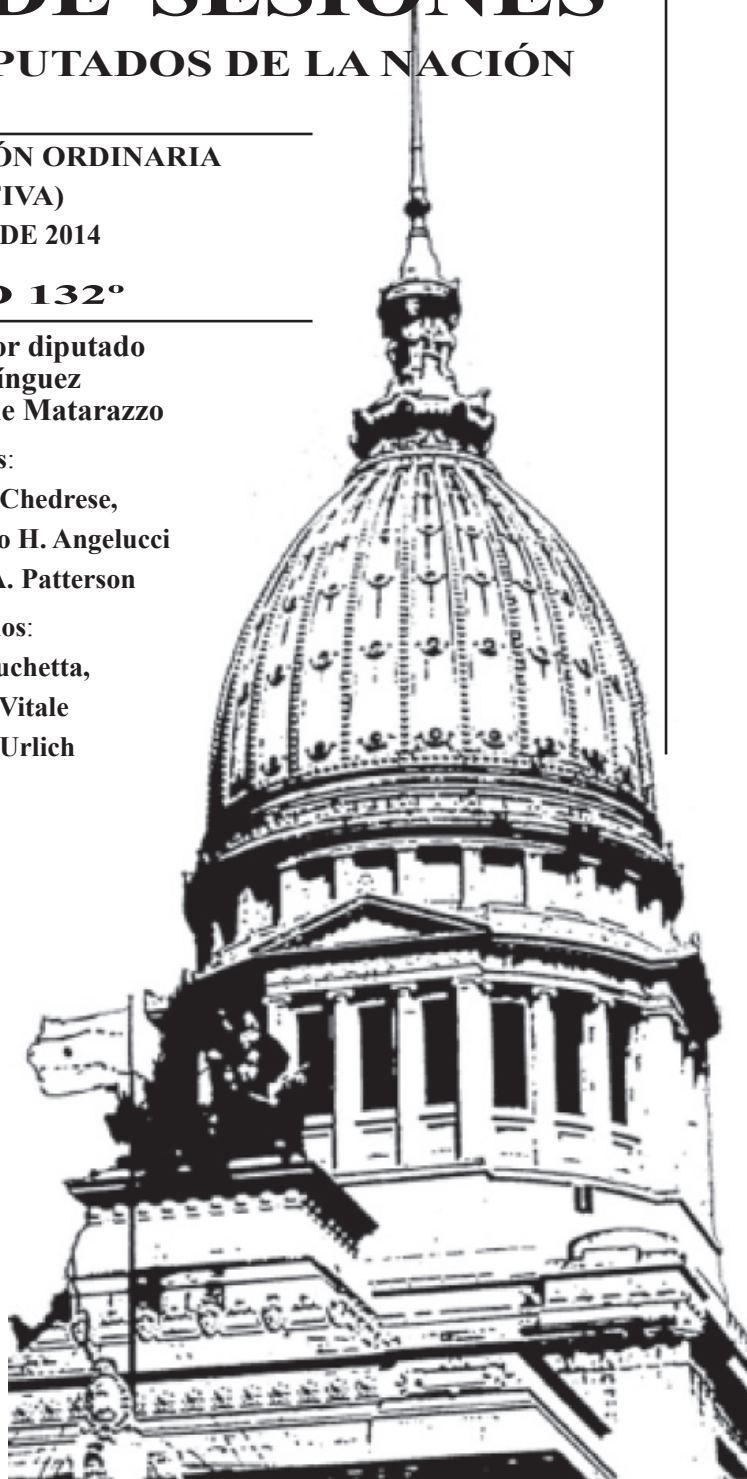 DE SESIONES
PUTADOS DE LA NACIÓN
ÓN ORDINARIA
TIVA)
DE 2014
O 132º
or diputado
ínguez
e Matarazzo
s:
Chedrese,
o H. Angelucci
A. Patterson
ios:
uchetta,
Vitale
Urlich